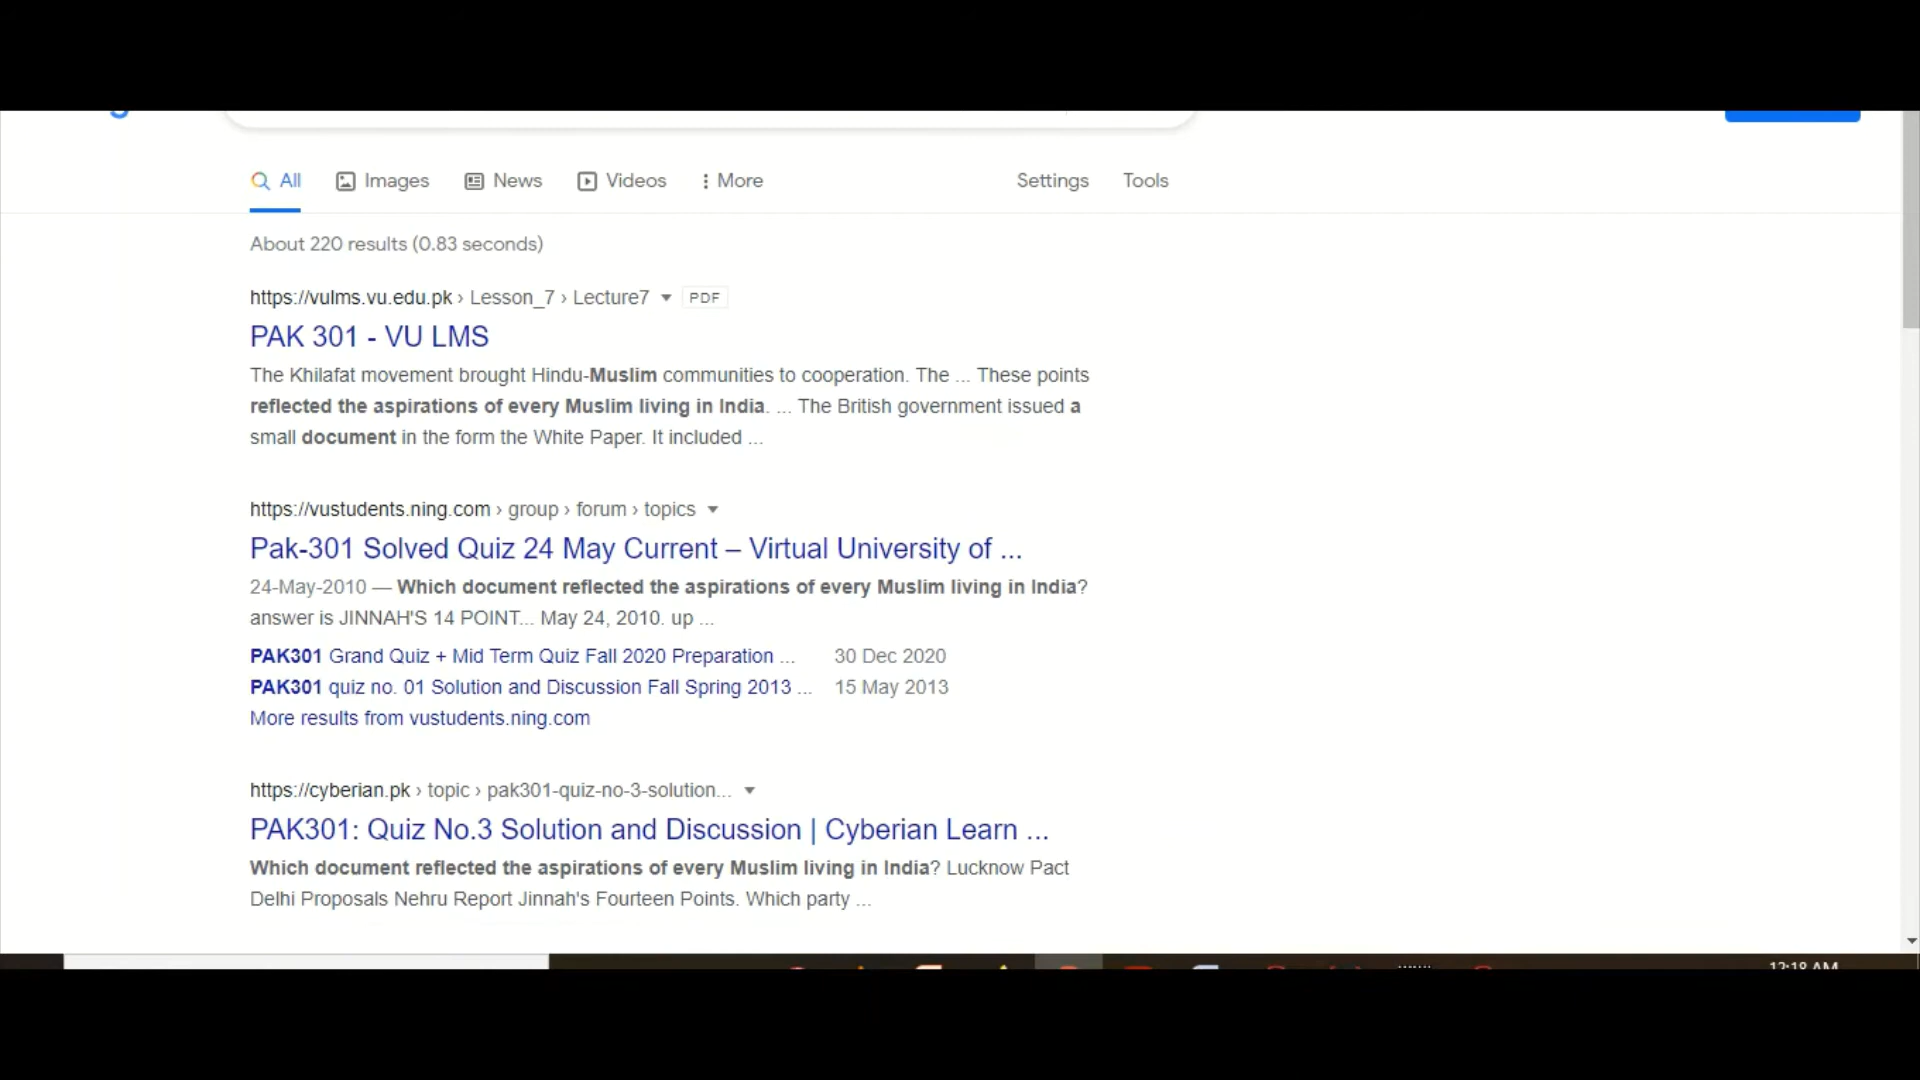 All Images News Videos More Settings Tools
About 220 results (0.83 seconds)
https://vulms.vu.edu.pk › Lesson_7 › Lecture7 PDF
PAK 301 - VU LMS
The Khilafat movement brought Hindu-Muslim communities to cooperation. The ... These points
reflected the aspirations of every Muslim living in India. ... The British government issued a
small document in the form the White Paper. It included ...
https://vustudents.ning.com › group › forum › topics
Pak-301 Solved Quiz 24 May Current – Virtual University of ...
24-May-2010 — Which document reflected the aspirations of every Muslim living in India?
answer is JINNAH'S 14 POINT... May 24, 2010. up ...
PAK301 Grand Quiz + Mid Term Quiz Fall 2020 Preparation ... 30 Dec 2020
PAK301 quiz no. 01 Solution and Discussion Fall Spring 2013 ... 15 May 2013
More results from vustudents.ning.com
https://cyberian.pk › topic › pak301-quiz-no-3-solution...
PAK301: Quiz No.3 Solution and Discussion | Cyberian Learn ...
Which document reflected the aspirations of every Muslim living in India? Lucknow Pact
Delhi Proposals Nehru Report Jinnah's Fourteen Points. Which party ...
12:18 AM